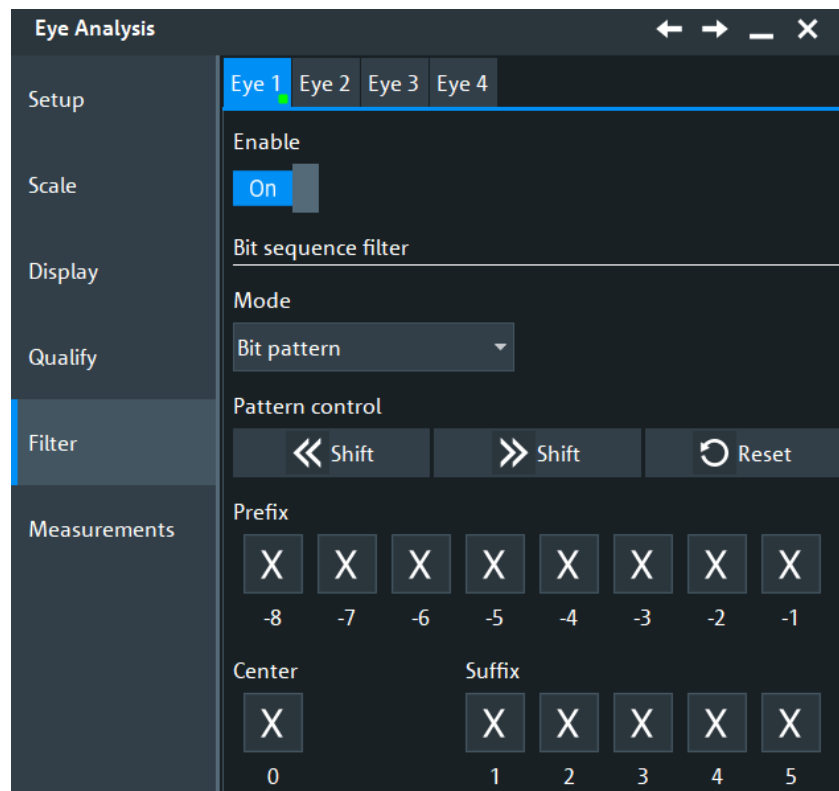 Eye Analysis
Setup
Scale
Display
Qualify
Filter
Measurements
Eye 1 Eye 2 Eye 3 Eye 4
Enable
On
Bit sequence filter
Mode
Bit pattern
Pattern control
Shift Shift Reset
Prefix
X X X X X X X X
-8 -7 -6 -5 -4 -3 -2 -1
Center Suffix
X X X X X X
0 1 2 3 4 5